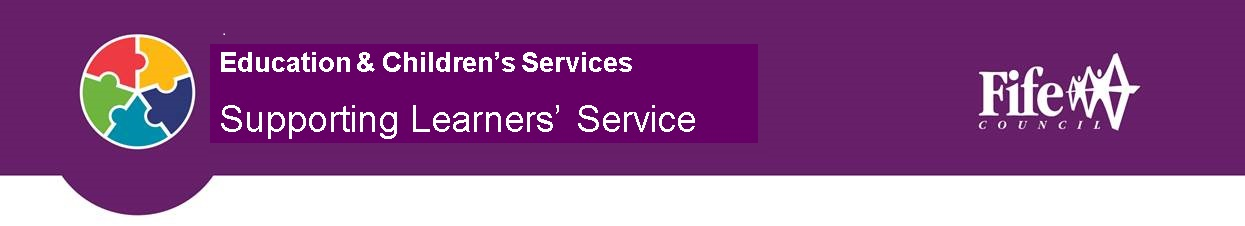 Education & Children's Services
Supporting Learners' Service
Fife
COUNCIL